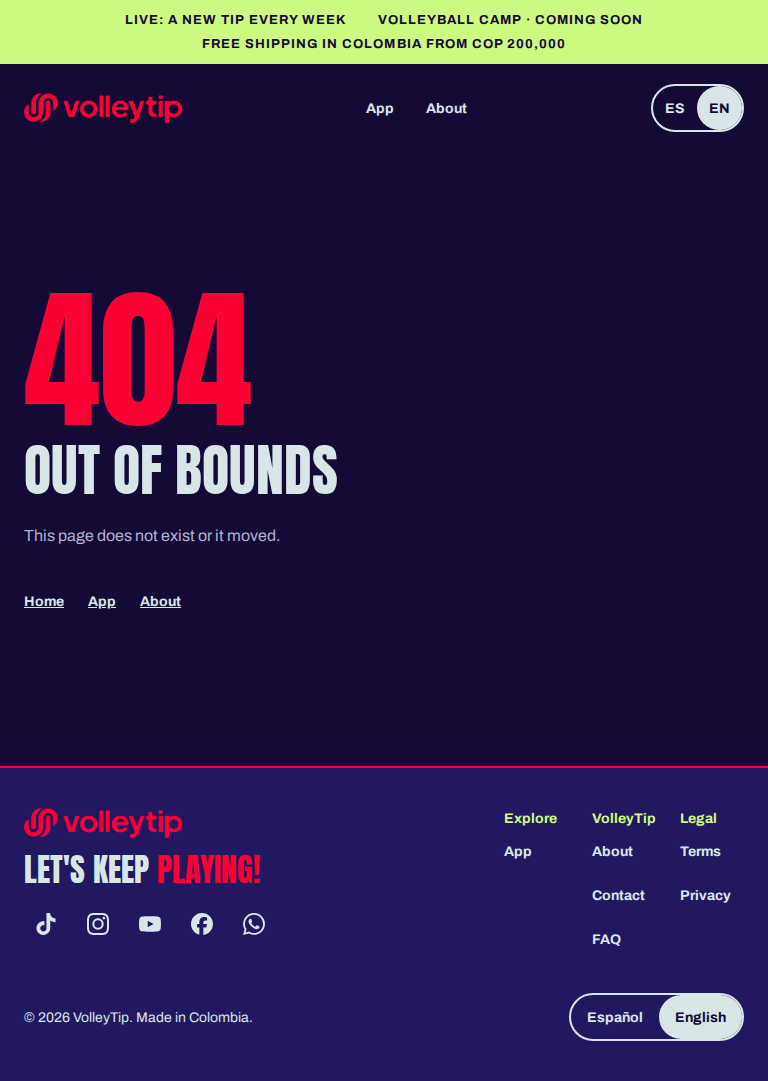 LIVE: A NEW TIP EVERY WEEK VOLLEYBALL CAMP · COMING SOON
FREE SHIPPING IN COLOMBIA FROM COP 200,000
volleytip App About ES EN
404
OUT OF BOUNDS
This page does not exist or it moved.
Home App About
volleytip
LET'S KEEP PLAYING!
Explore VolleyTip Legal
App About Terms
Contact Privacy
FAQ
© 2026 VolleyTip. Made in Colombia. Español English